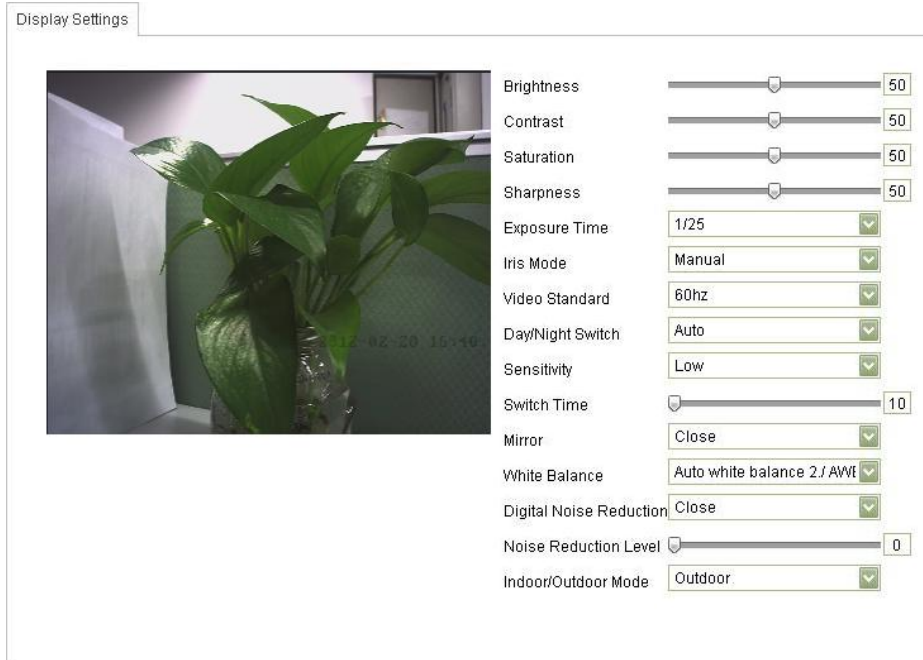 Display Settings
Brightness 50
Contrast 50
Saturation 50
Sharpness 50
Exposure Time 1/25
Iris Mode Manual
Video Standard 60hz
Day/Night Switch Auto
Sensitivity Low
Switch Time 10
Mirror Close
White Balance Auto white balance 2./ AWB
Digital Noise Reduction Close
Noise Reduction Level 0
Indoor/Outdoor Mode Outdoor